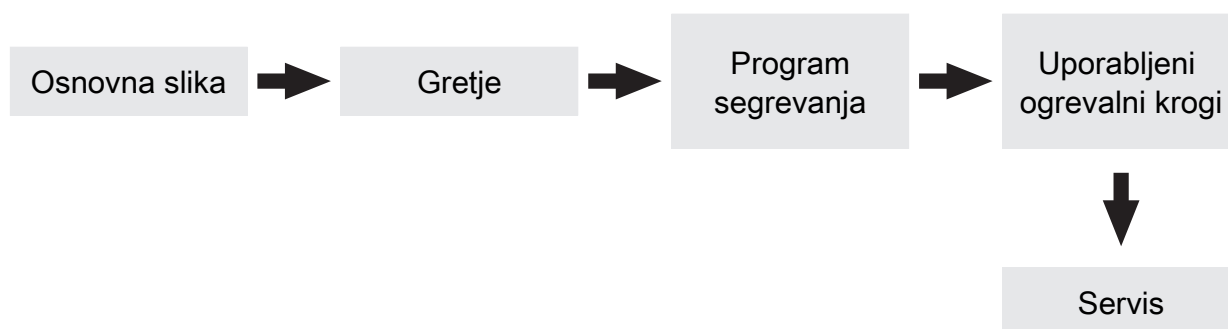 Osnovna slika
Gretje
Program
segrevanja
Uporabljeni
ogrevalni krogi
Servis